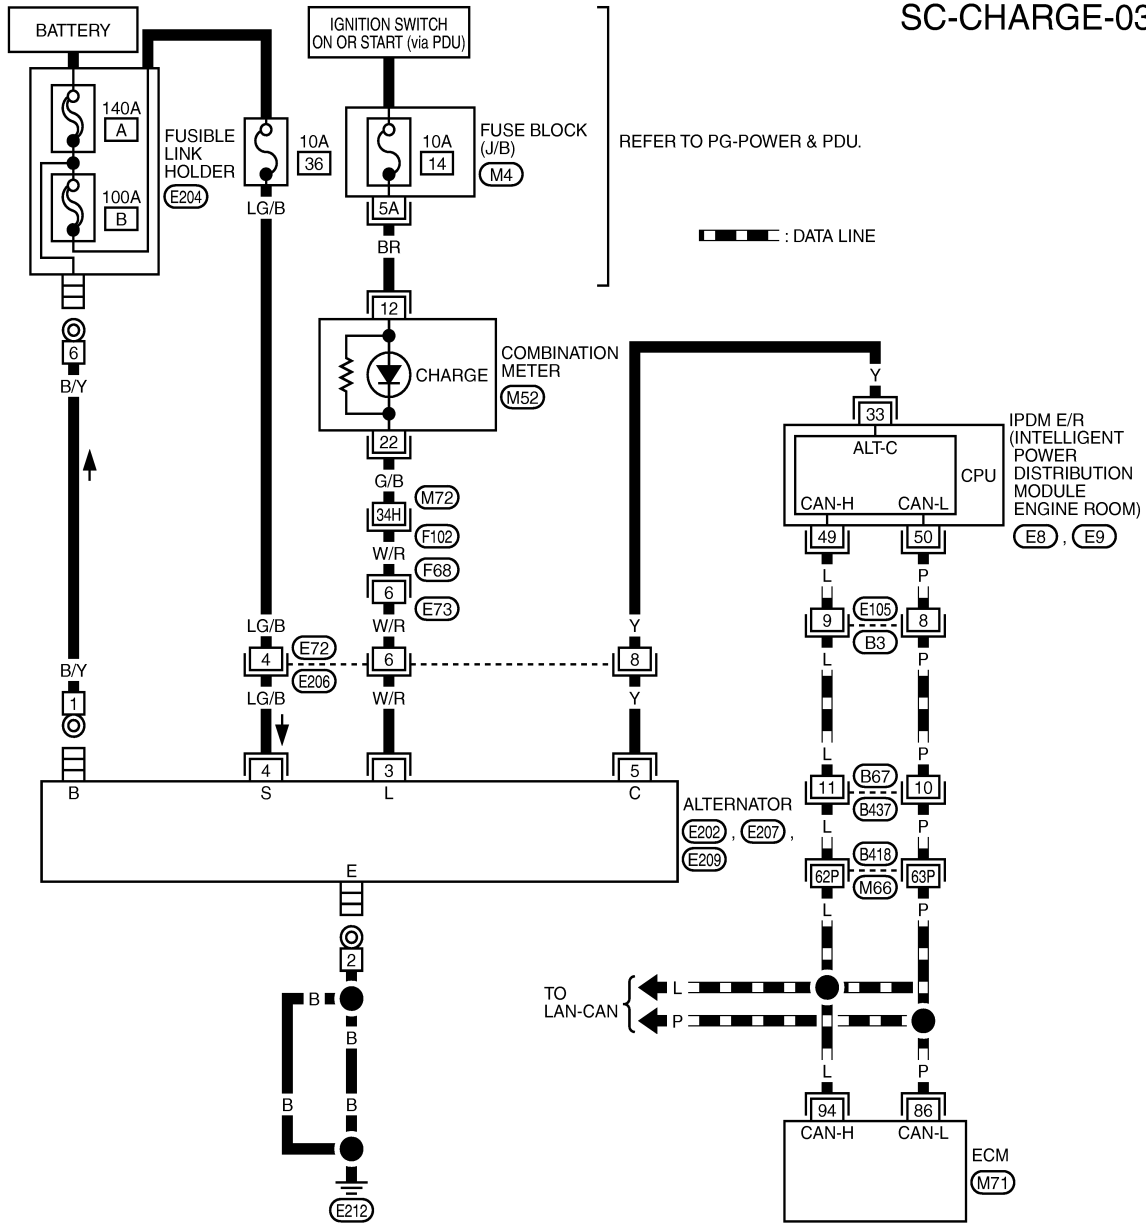 SC-CHARGE-03
BATTERY
IGNITION SWITCH
ON OR START (via PDU)
140A
A
100A
B
FUSIBLE
LINK
HOLDER
E204
10A
36
10A
14
FUSE BLOCK
(J/B)
M4
REFER TO PG-POWER & PDU.
5A
LG/B
BR
: DATA LINE
12
6
B/Y
CHARGE
COMBINATION
METER
M52
22
Y
33
ALT-C
CPU
CAN-H
CAN-L
IPDM E/R
(INTELLIGENT
POWER
DISTRIBUTION
MODULE
ENGINE ROOM)
E8 , E9
49
50
G/B
M72
34H
F102
W/R
F68
6
E73
L
P
9
E105
8
B3
L
P
LG/B
W/R
Y
4
E72
6
8
E206
LG/B
W/R
Y
B/Y
1
L
P
11
B67
10
B437
4
3
5
B
S
L
C
ALTERNATOR
E202 , E207 ,
E209
L
P
62P
B418
63P
M66
E
L
P
2
TO
LAN-CAN
L
P
B
B
B
B
L
P
94
86
CAN-H
CAN-L
ECM
M71
E212